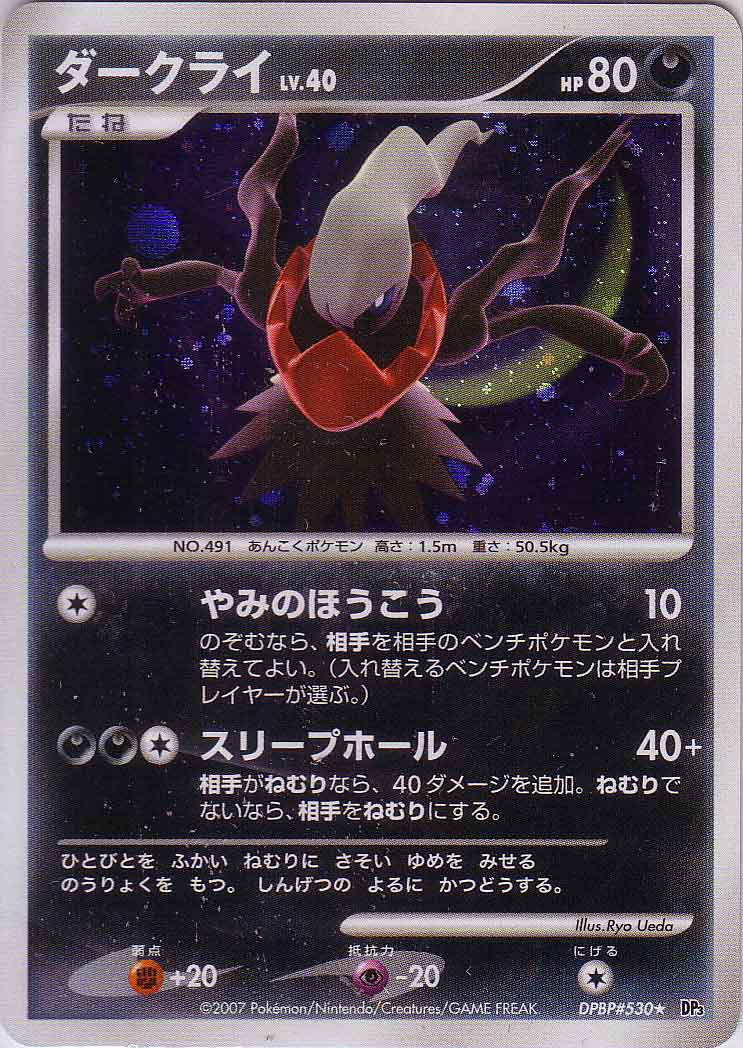 ダークライ LV.40 HP 80
たね
NO.491 あんこくポケモン 高さ：1.5m 重さ：50.5kg
やみのほうこう 10
のぞむなら、相手を相手のベンチポケモンと入れ
替えてよい。（入れ替えるベンチポケモンは相手プ
レイヤーが選ぶ。）
スリープホール 40+
相手がねむりなら、40ダメージを追加。ねむりで
ないなら、相手をねむりにする。
ひとびとを ふかい ねむりに さそい ゆめを みせる
のうりょくを もつ。 しんげつの よるに かつどうする。
Illus.Ryo Ueda
弱点 抵抗力 にげる
+20 -20
©2007 Pokémon/Nintendo/Creatures/GAME FREAK. DPBP#530★ DP3